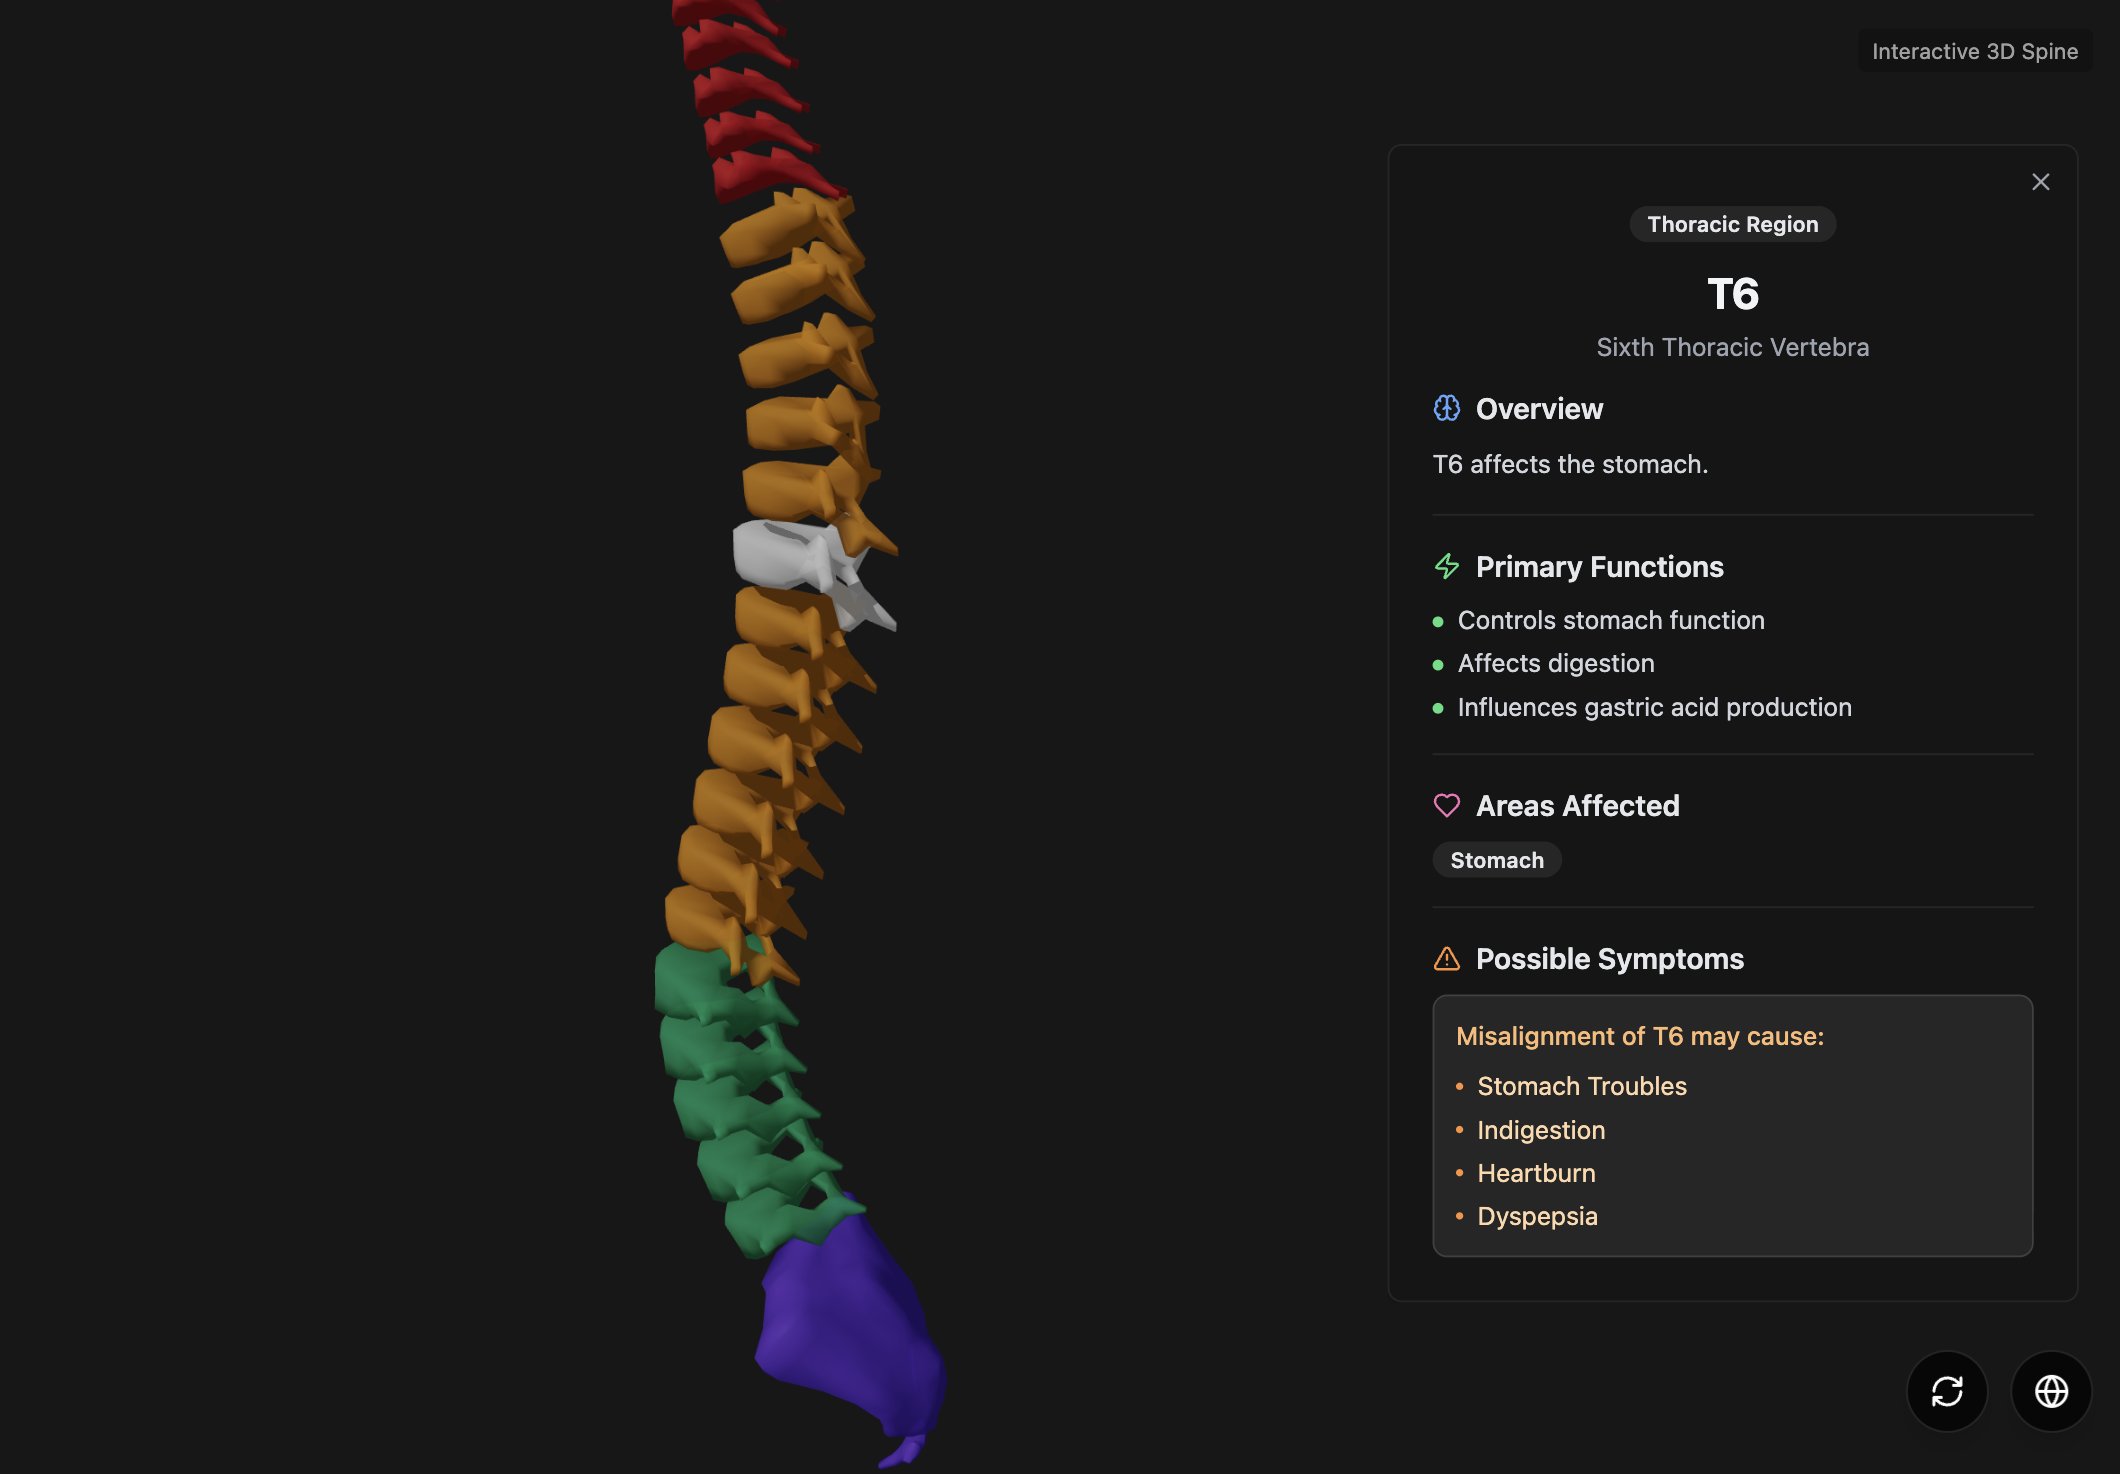 Interactive 3D Spine
Thoracic Region
T6
Sixth Thoracic Vertebra
Overview
T6 affects the stomach.
Primary Functions
Controls stomach function
Affects digestion
Influences gastric acid production
Areas Affected
Stomach
Possible Symptoms
Misalignment of T6 may cause:
• Stomach Troubles
• Indigestion
• Heartburn
• Dyspepsia